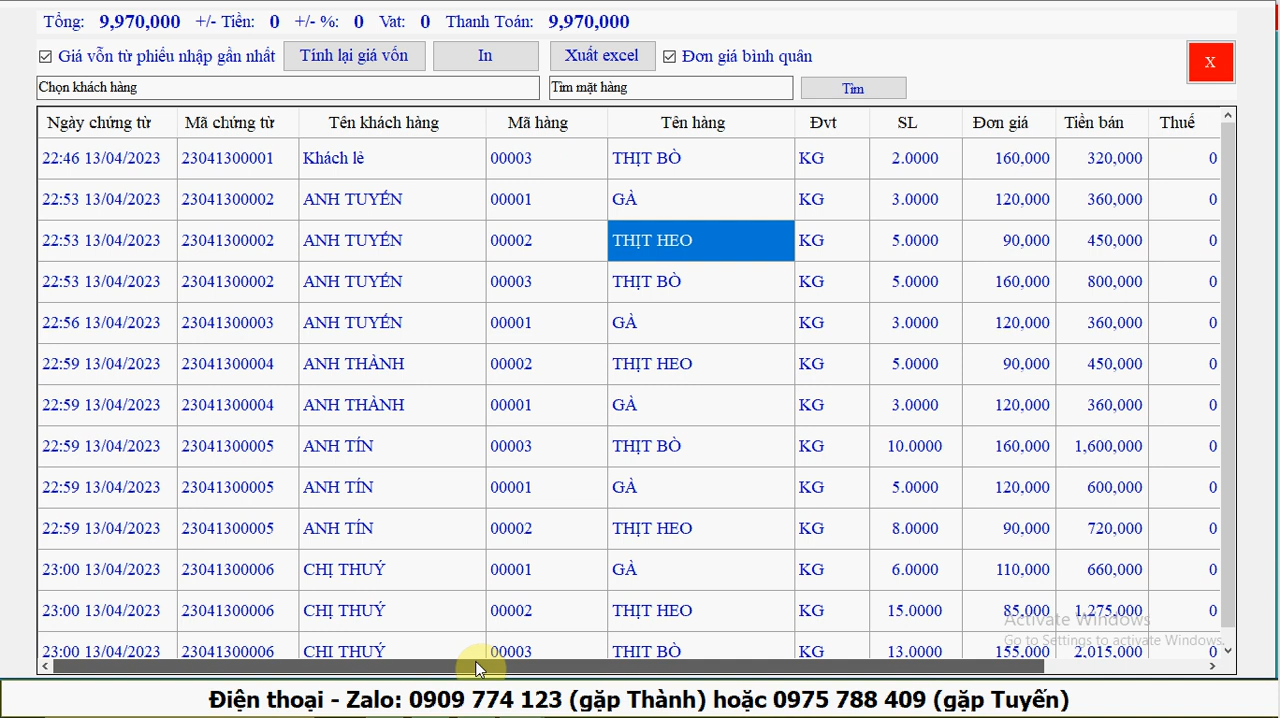 Tổng: 9,970,000 +/- Tiền: 0 +/- %: 0 Vat: 0 Thanh Toán: 9,970,000
Giá vỗn từ phiếu nhập gần nhất Tính lại giá vốn In Xuất excel Đơn giá bình quân X
Chọn khách hàng Tìm mặt hàng Tìm
Ngày chứng từ Mã chứng từ Tên khách hàng Mã hàng Tên hàng Đvt SL Đơn giá Tiền bán Thuế
22:46 13/04/2023 23041300001 Khách lẻ 00003 THỊT BÒ KG 2.0000 160,000 320,000 0
22:53 13/04/2023 23041300002 ANH TUYẾN 00001 GÀ KG 3.0000 120,000 360,000 0
22:53 13/04/2023 23041300002 ANH TUYẾN 00002 THỊT HEO KG 5.0000 90,000 450,000 0
22:53 13/04/2023 23041300002 ANH TUYẾN 00003 THỊT BÒ KG 5.0000 160,000 800,000 0
22:56 13/04/2023 23041300003 ANH TUYẾN 00001 GÀ KG 3.0000 120,000 360,000 0
22:59 13/04/2023 23041300004 ANH THÀNH 00002 THỊT HEO KG 5.0000 90,000 450,000 0
22:59 13/04/2023 23041300004 ANH THÀNH 00001 GÀ KG 3.0000 120,000 360,000 0
22:59 13/04/2023 23041300005 ANH TÍN 00003 THỊT BÒ KG 10.0000 160,000 1,600,000 0
22:59 13/04/2023 23041300005 ANH TÍN 00001 GÀ KG 5.0000 120,000 600,000 0
22:59 13/04/2023 23041300005 ANH TÍN 00002 THỊT HEO KG 8.0000 90,000 720,000 0
23:00 13/04/2023 23041300006 CHỊ THUÝ 00001 GÀ KG 6.0000 110,000 660,000 0
23:00 13/04/2023 23041300006 CHỊ THUÝ 00002 THỊT HEO KG 15.0000 85,000 1,275,000 0
Activate Windows
Go to Settings to activate Windows.
23:00 13/04/2023 23041300006 CHỊ THUÝ 00003 THỊT BÒ KG 13.0000 155,000 2,015,000 0
Điện thoại - Zalo: 0909 774 123 (gặp Thành) hoặc 0975 788 409 (gặp Tuyến)